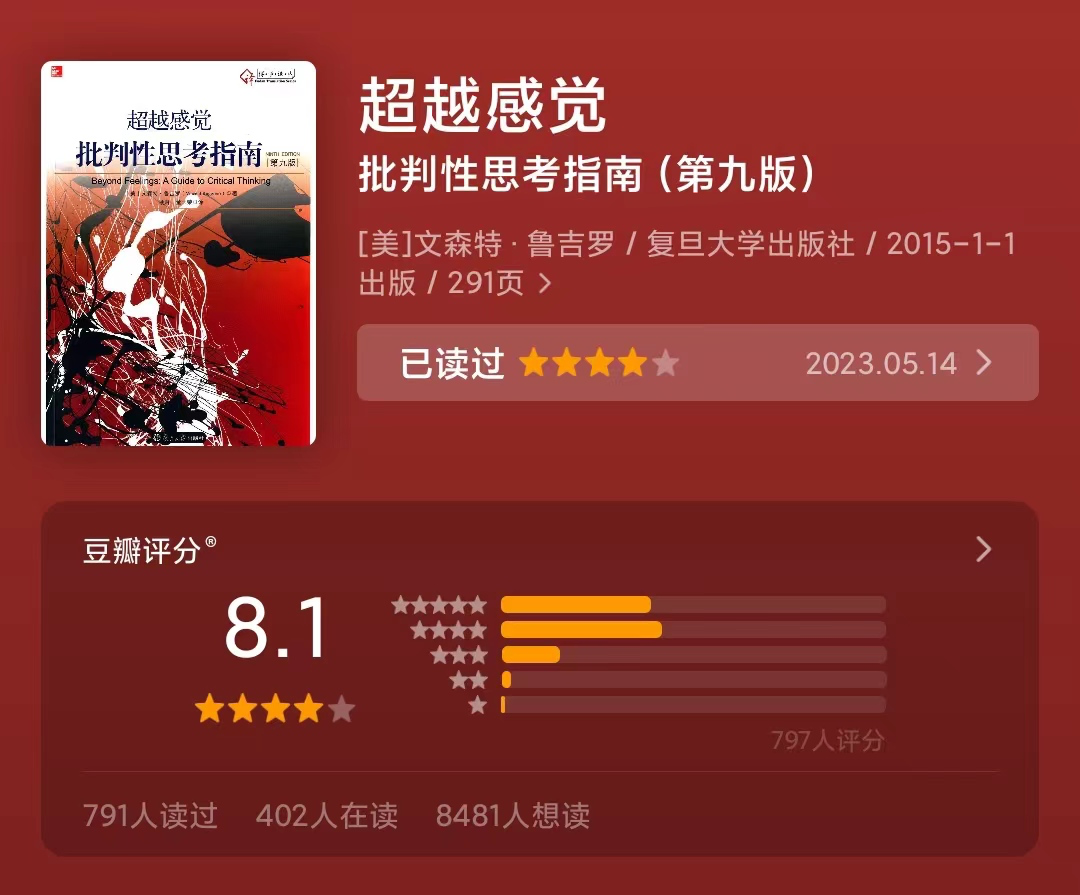 超越感觉
批判性思考指南
NINTH EDITION
[第九版]
Beyond Feelings: A Guide to Critical Thinking
超越感觉
批判性思考指南（第九版）
[美]文森特·鲁吉罗 / 复旦大学出版社 / 2015-1-1
出版 / 291页 >
已读过 2023.05.14 >
豆瓣评分® >
8.1
797人评分
791人读过 402人在读 8481人想读